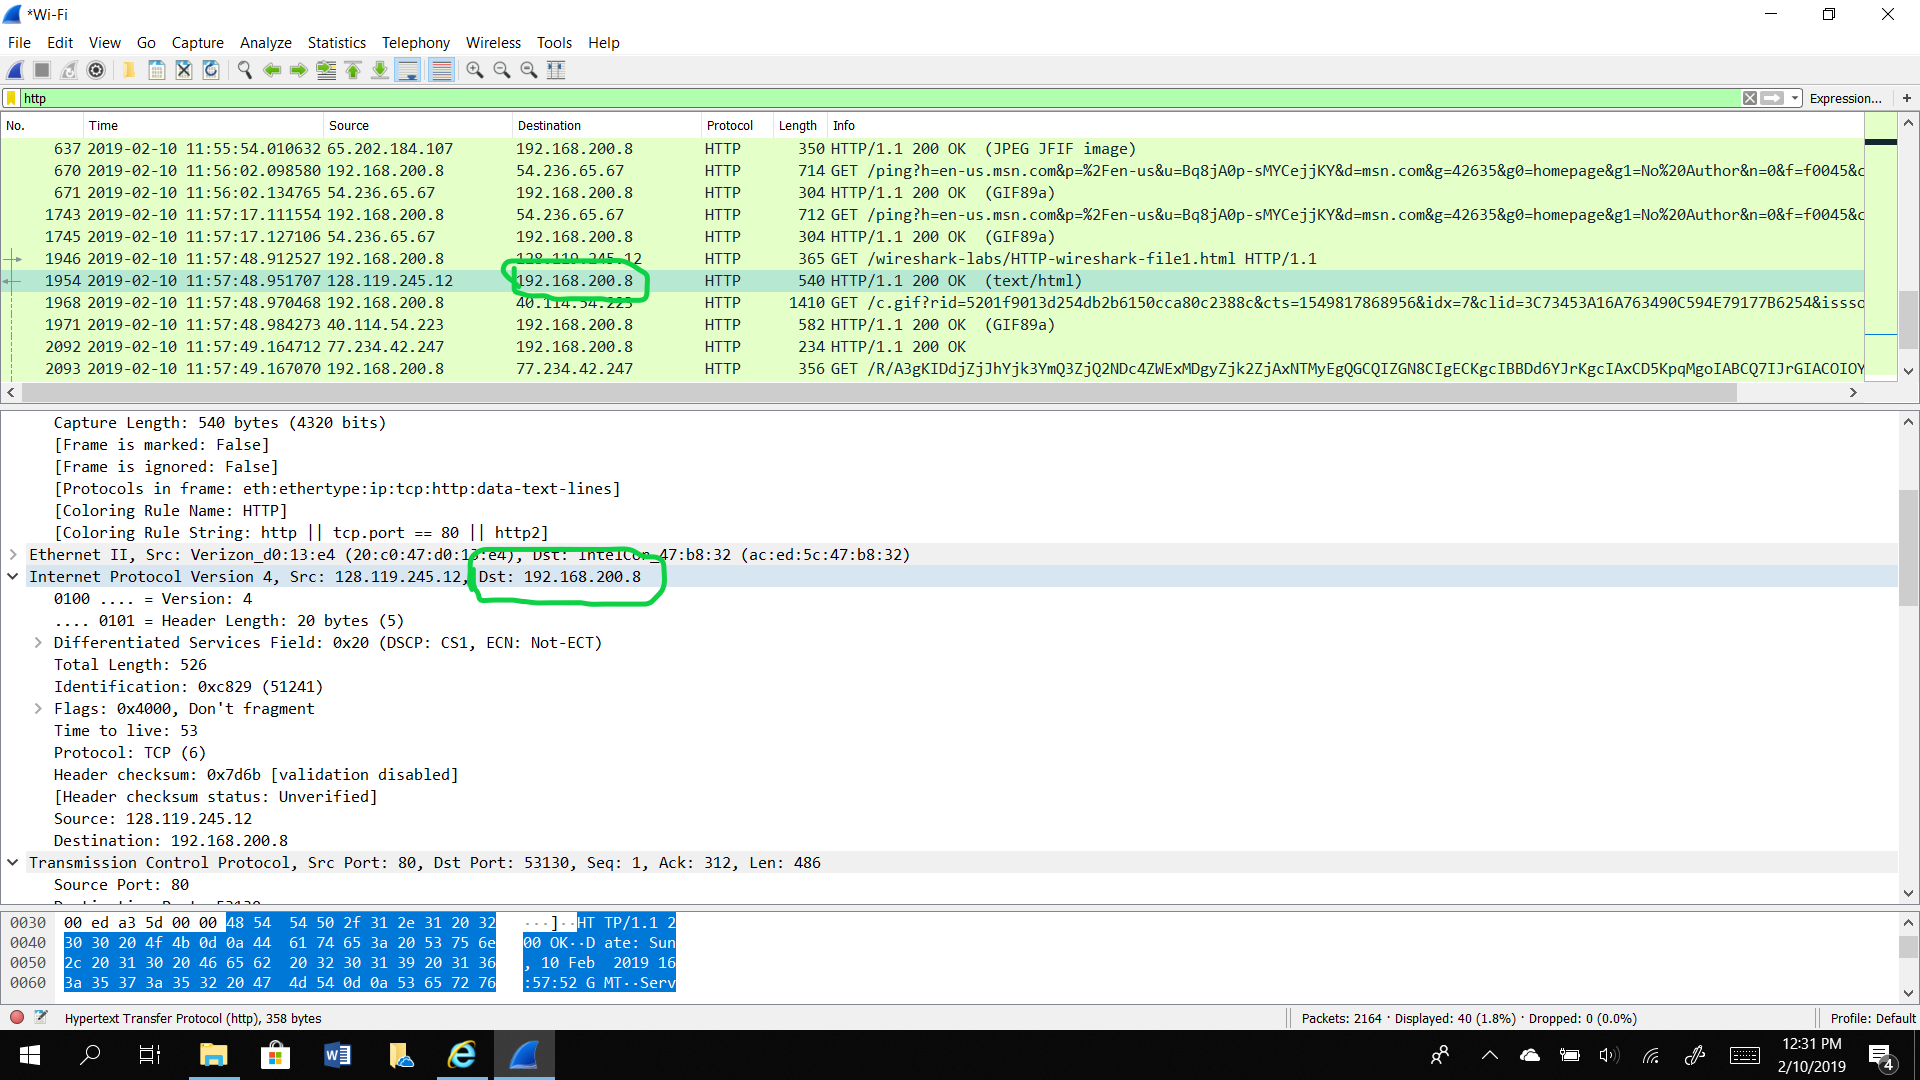 *Wi-Fi
File Edit View Go Capture Analyze Statistics Telephony Wireless Tools Help
http Expression... +
No. Time Source Destination Protocol Length Info
637 2019-02-10 11:55:54.010632 65.202.184.107 192.168.200.8 HTTP 350 HTTP/1.1 200 OK (JPEG JFIF image)
670 2019-02-10 11:56:02.098580 192.168.200.8 54.236.65.67 HTTP 714 GET /ping?h=en-us.msn.com&p=%2Fen-us&u=Bq8jA0p-sMYCejjKY&d=msn.com&g=42635&g0=homepage&g1=No%20Author&n=0&f=f0045&c
671 2019-02-10 11:56:02.134765 54.236.65.67 192.168.200.8 HTTP 304 HTTP/1.1 200 OK (GIF89a)
1743 2019-02-10 11:57:17.111554 192.168.200.8 54.236.65.67 HTTP 712 GET /ping?h=en-us.msn.com&p=%2Fen-us&u=Bq8jA0p-sMYCejjKY&d=msn.com&g=42635&g0=homepage&g1=No%20Author&n=0&f=f0045&c
1745 2019-02-10 11:57:17.127106 54.236.65.67 192.168.200.8 HTTP 304 HTTP/1.1 200 OK (GIF89a)
1946 2019-02-10 11:57:48.912527 192.168.200.8 128.119.245.12 HTTP 365 GET /wireshark-labs/HTTP-wireshark-file1.html HTTP/1.1
1954 2019-02-10 11:57:48.951707 128.119.245.12 192.168.200.8 HTTP 540 HTTP/1.1 200 OK (text/html)
1968 2019-02-10 11:57:48.970468 192.168.200.8 40.114.54.223 HTTP 1410 GET /c.gif?rid=5201f9013d254db2b6150cca80c2388c&cts=1549817868956&idx=7&clid=3C73453A16A763490C594E79177B6254&isssc
1971 2019-02-10 11:57:48.984273 40.114.54.223 192.168.200.8 HTTP 582 HTTP/1.1 200 OK (GIF89a)
2092 2019-02-10 11:57:49.164712 77.234.42.247 192.168.200.8 HTTP 234 HTTP/1.1 200 OK
2093 2019-02-10 11:57:49.167070 192.168.200.8 77.234.42.247 HTTP 356 GET /R/A3gKIDdjZjJhYjk3YmQ3ZjQ2NDc4ZWExMDgyZjk2ZjAxNTMyEgQGCQIZGN8CIgECKgcIBBDd6YJrKgcIAxCD5KpqMgoIABCQ7IJrGIACOIOY
Capture Length: 540 bytes (4320 bits)
[Frame is marked: False]
[Frame is ignored: False]
[Protocols in frame: eth:ethertype:ip:tcp:http:data-text-lines]
[Coloring Rule Name: HTTP]
[Coloring Rule String: http || tcp.port == 80 || http2]
Ethernet II, Src: Verizon_d0:13:e4 (20:c0:47:d0:13:e4), Dst: IntelCor_47:b8:32 (ac:ed:5c:47:b8:32)
Internet Protocol Version 4, Src: 128.119.245.12, Dst: 192.168.200.8
0100 .... = Version: 4
.... 0101 = Header Length: 20 bytes (5)
Differentiated Services Field: 0x20 (DSCP: CS1, ECN: Not-ECT)
Total Length: 526
Identification: 0xc829 (51241)
Flags: 0x4000, Don't fragment
Time to live: 53
Protocol: TCP (6)
Header checksum: 0x7d6b [validation disabled]
[Header checksum status: Unverified]
Source: 128.119.245.12
Destination: 192.168.200.8
Transmission Control Protocol, Src Port: 80, Dst Port: 53130, Seq: 1, Ack: 312, Len: 486
Source Port: 80
0030 00 ed a3 5d 00 00 48 54 54 50 2f 31 2e 31 20 32 ···]··HT TP/1.1 2
0040 30 30 20 4f 4b 0d 0a 44 61 74 65 3a 20 53 75 6e 00 OK··D ate: Sun
0050 2c 20 31 30 20 46 65 62 20 32 30 31 39 20 31 36 , 10 Feb 2019 16
0060 3a 35 37 3a 35 32 20 47 4d 54 0d 0a 53 65 72 76 :57:52 G MT··Serv
Hypertext Transfer Protocol (http), 358 bytes Packets: 2164 · Displayed: 40 (1.8%) · Dropped: 0 (0.0%) Profile: Default
12:31 PM
2/10/2019
4